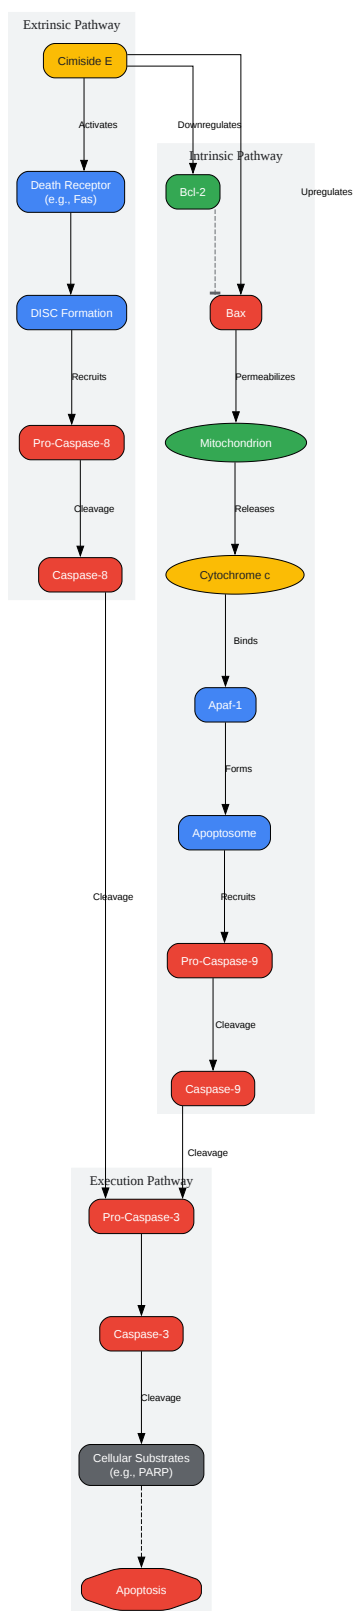 Extrinsic Pathway
Cimiside E
Activates
Downregulates
Intrinsic Pathway
Death Receptor
(e.g., Fas)
Bcl-2
Upregulates
DISC Formation
Bax
Recruits
Permeabilizes
Pro-Caspase-8
Mitochondrion
Cleavage
Releases
Caspase-8
Cytochrome c
Binds
Apaf-1
Forms
Apoptosome
Cleavage
Recruits
Pro-Caspase-9
Cleavage
Caspase-9
Cleavage
Execution Pathway
Pro-Caspase-3
Caspase-3
Cleavage
Cellular Substrates
(e.g., PARP)
Apoptosis